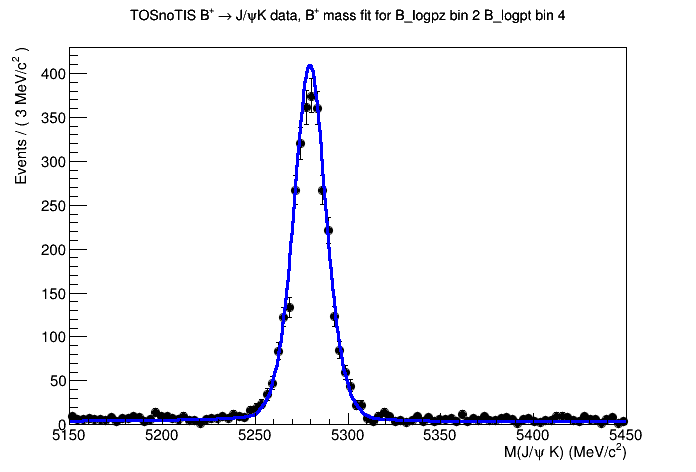 TOSnoTIS B⁺ → J/ψK data, B⁺ mass fit for B_logpz bin 2 B_logpt bin 4
Events / ( 3 MeV/c² )
400
350
300
250
200
150
100
50
0
5150 5200 5250 5300 5350 5400 5450
M(J/ψ K) (MeV/c²)